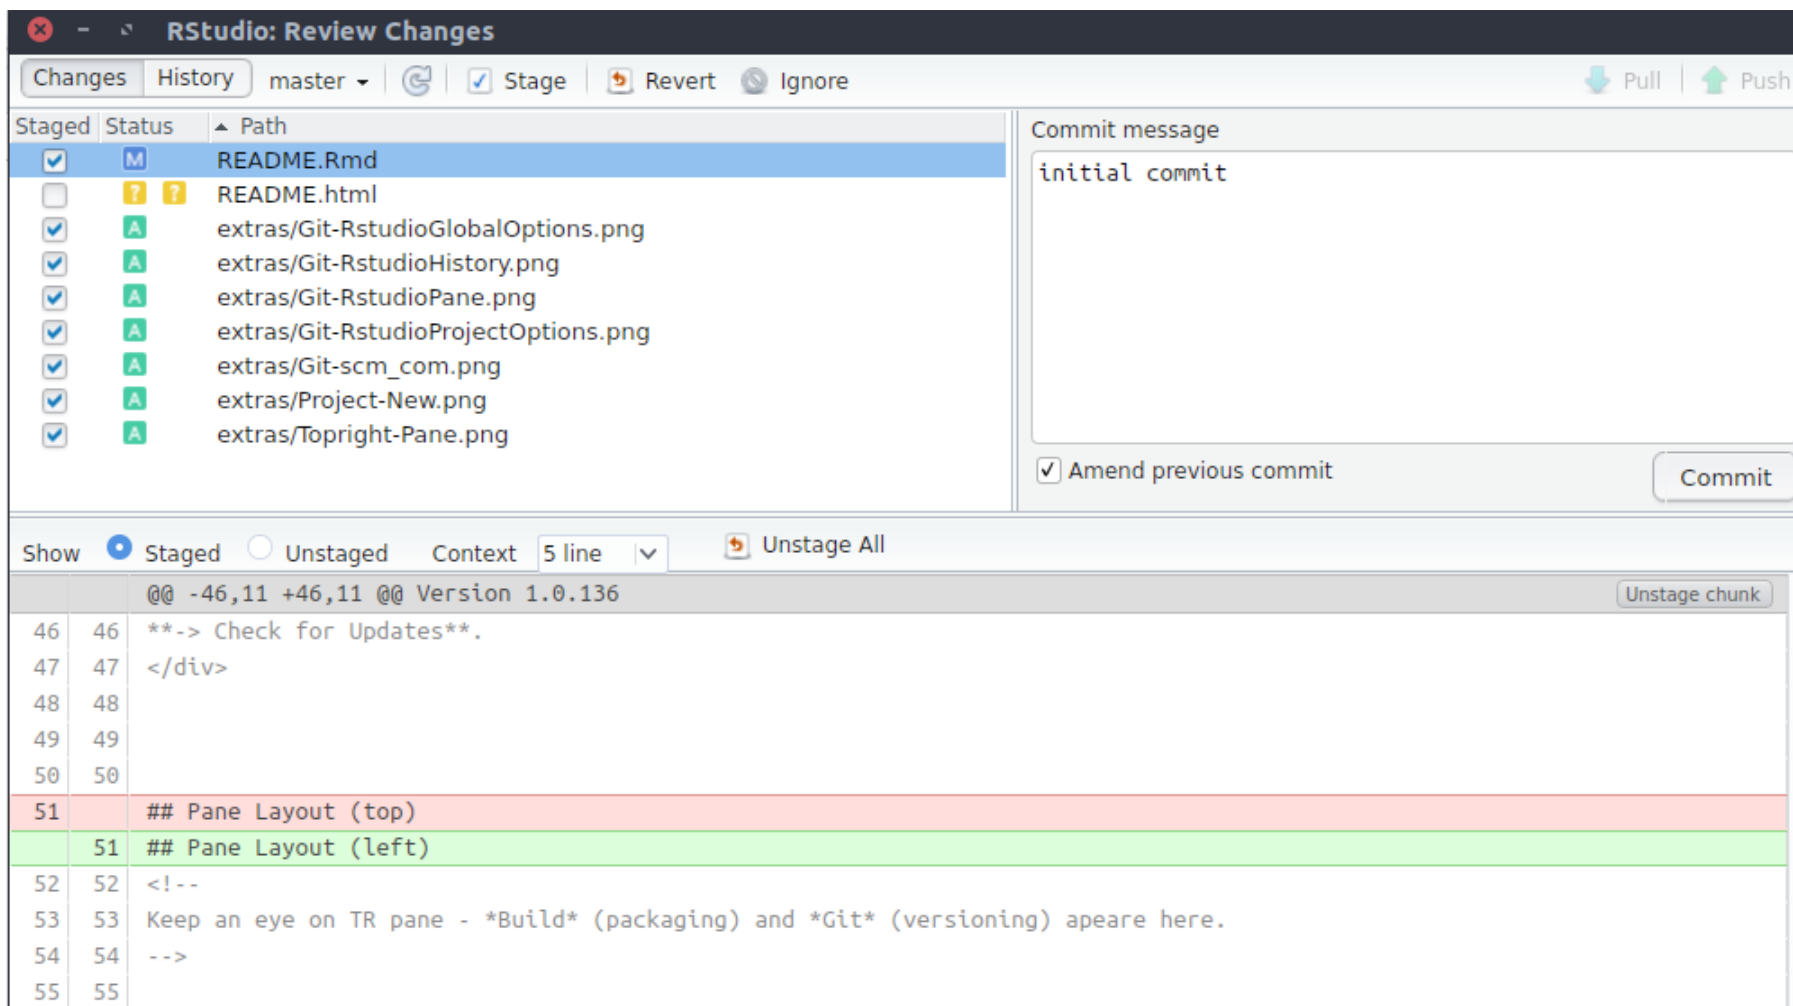 RStudio: Review Changes
Changes History master Stage Revert Ignore Pull Push
Staged Status Path
M README.Rmd
? ? README.html
A extras/Git-RstudioGlobalOptions.png
A extras/Git-RstudioHistory.png
A extras/Git-RstudioPane.png
A extras/Git-RstudioProjectOptions.png
A extras/Git-scm_com.png
A extras/Project-New.png
A extras/Topright-Pane.png
Commit message
initial commit
Amend previous commit
Commit
Show Staged Unstaged Context 5 line Unstage All
@@ -46,11 +46,11 @@ Version 1.0.136 Unstage chunk
46 46 **-> Check for Updates**.
47 47 </div>
48 48
49 49
50 50
51 ## Pane Layout (top)
51 ## Pane Layout (left)
52 52 <!--
53 53 Keep an eye on TR pane - *Build* (packaging) and *Git* (versioning) apeare here.
54 54 -->
55 55